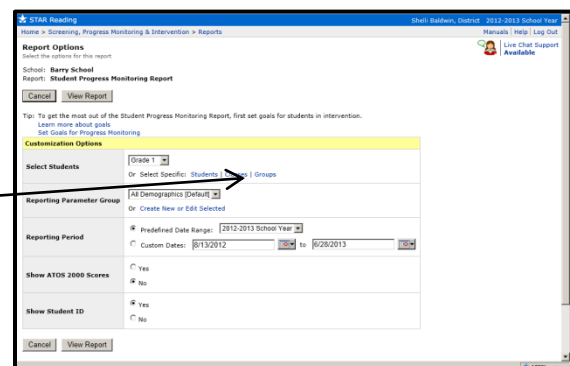 STAR Reading
Shelli Baldwin, District 2012-2013 School Year
Home > Screening, Progress Monitoring & Intervention > Reports
Manuals | Help | Log Out
Report Options
Select the options for this report
Live Chat Support
Available
School: Barry School
Report: Student Progress Monitoring Report
Cancel View Report
Tip: To get the most out of the Student Progress Monitoring Report, first set goals for students in intervention.
Learn more about goals
Set Goals for Progress Monitoring
Customization Options
Select Students
Grade 1
Or Select Specific: Students | Classes | Groups
Reporting Parameter Group
All Demographics [Default]
Or Create New or Edit Selected
Reporting Period
Predefined Date Range: 2012-2013 School Year
Custom Dates: 8/13/2012 to 6/28/2013
Show ATOS 2000 Scores
Yes
No
Show Student ID
Yes
No
Cancel View Report